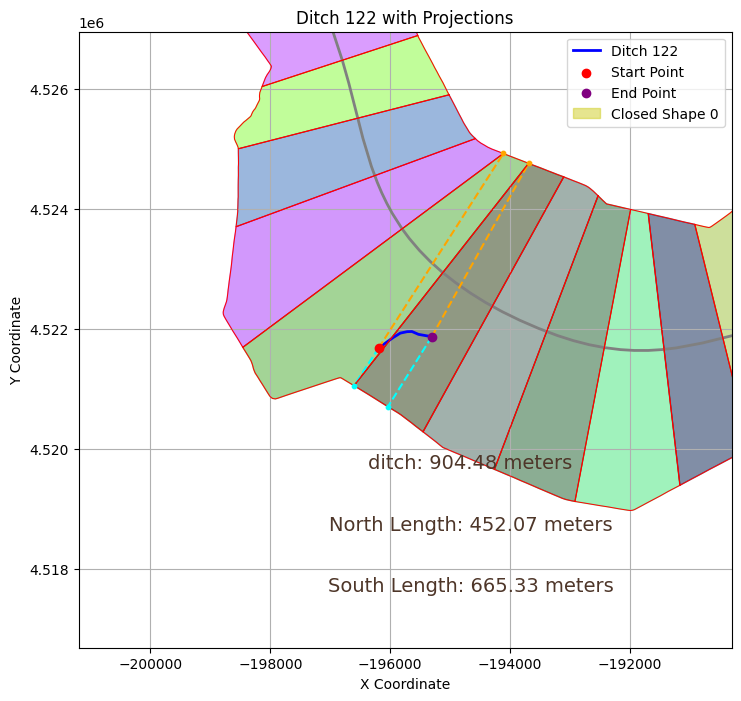 Ditch 122 with Projections
1e6
Ditch 122
Start Point
End Point
Closed Shape 0
4.526
4.524
4.522
4.520
4.518
Y Coordinate
ditch: 904.48 meters
North Length: 452.07 meters
South Length: 665.33 meters
−200000
−198000
−196000
−194000
−192000
X Coordinate